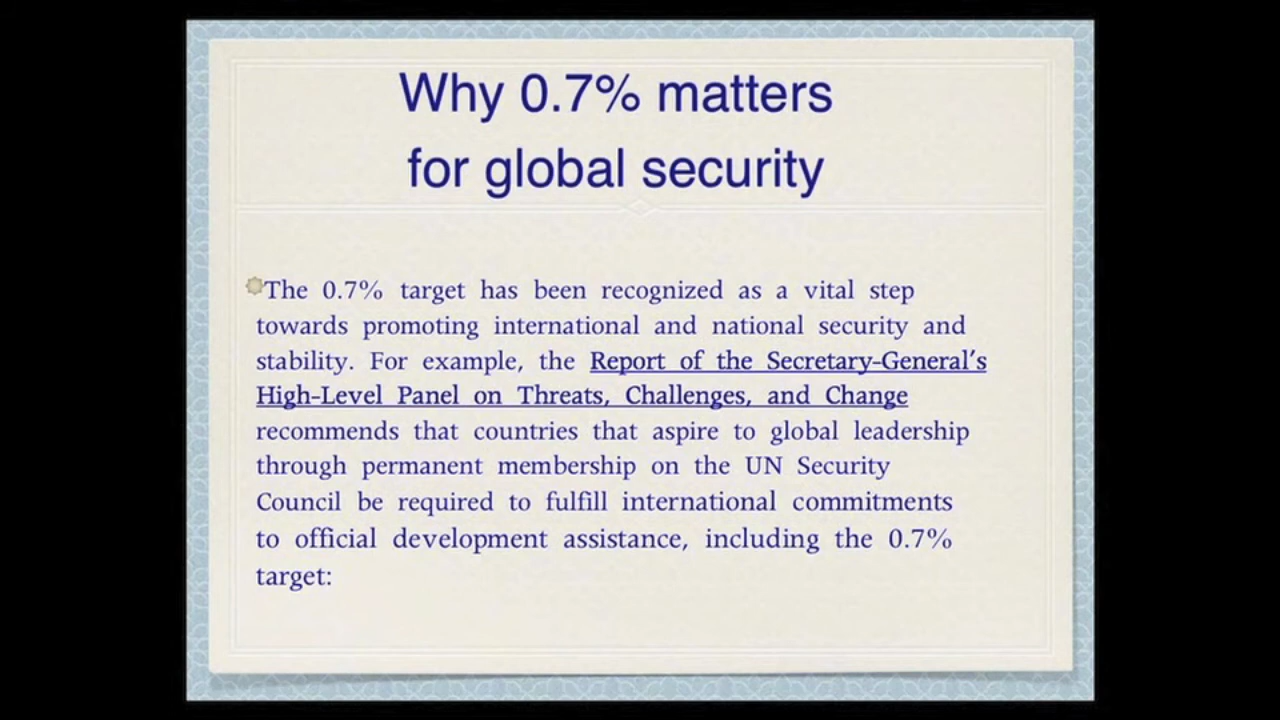 Why 0.7% matters
for global security
The 0.7% target has been recognized as a vital step
towards promoting international and national security and
stability. For example, the Report of the Secretary-General’s
High-Level Panel on Threats, Challenges, and Change
recommends that countries that aspire to global leadership
through permanent membership on the UN Security
Council be required to fulfill international commitments
to official development assistance, including the 0.7%
target: